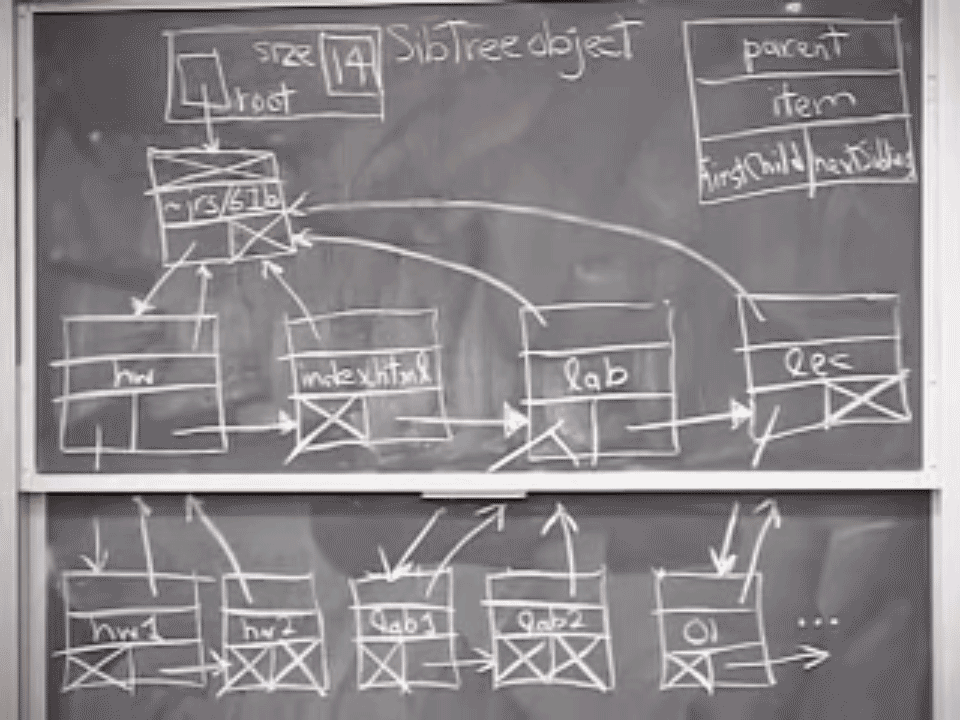 size 14 SibTree object
root
parent
item
firstChild nextSibling
~jrs/61b
hw
index.html
lab
lec
hw1
hw2
lab1
lab2
01
...